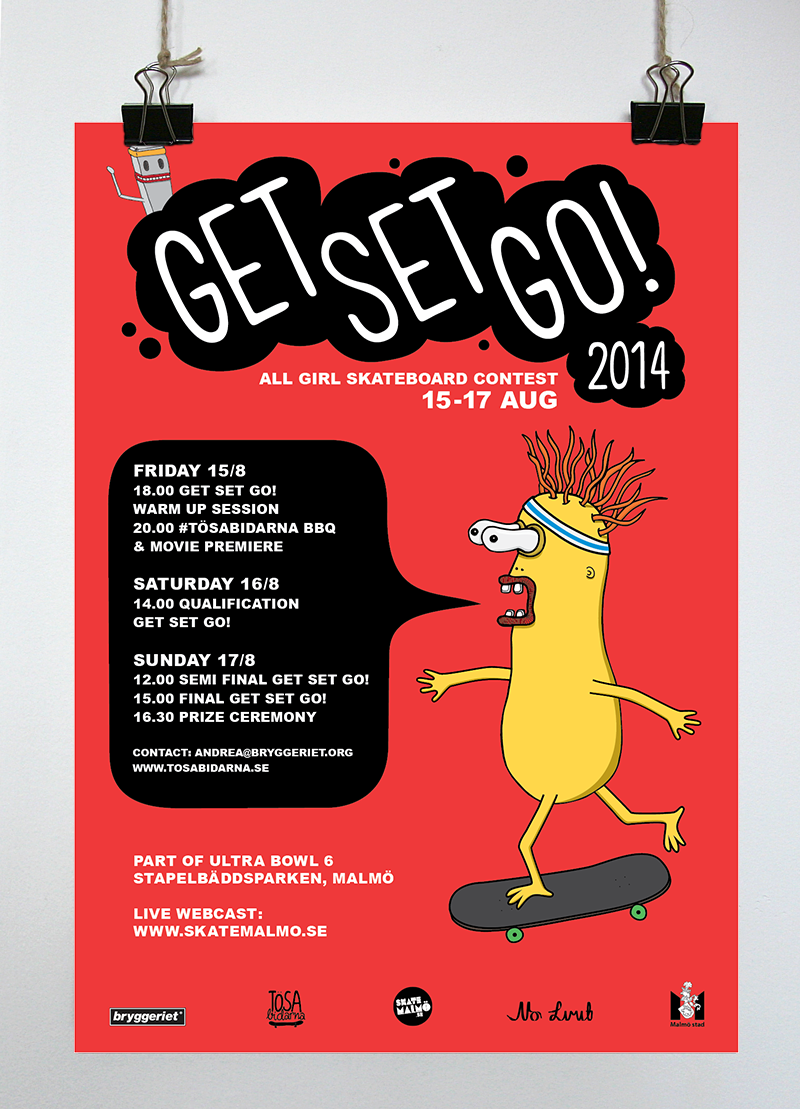 GET SET GO!
2014
ALL GIRL SKATEBOARD CONTEST
15-17 AUG
FRIDAY 15/8
18.00 GET SET GO!
WARM UP SESSION
20.00 #TÖSABIDARNA BBQ
& MOVIE PREMIERE
SATURDAY 16/8
14.00 QUALIFICATION
GET SET GO!
SUNDAY 17/8
12.00 SEMI FINAL GET SET GO!
15.00 FINAL GET SET GO!
16.30 PRIZE CEREMONY
CONTACT: ANDREA@BRYGGERIET.ORG
WWW.TOSABIDARNA.SE
PART OF ULTRA BOWL 6
STAPELBÄDDSPARKEN, MALMÖ
LIVE WEBCAST:
WWW.SKATEMALMO.SE
bryggeriet
TÖSA
bidarna
SKATE
MALMÖ
.SE
Malmö stad